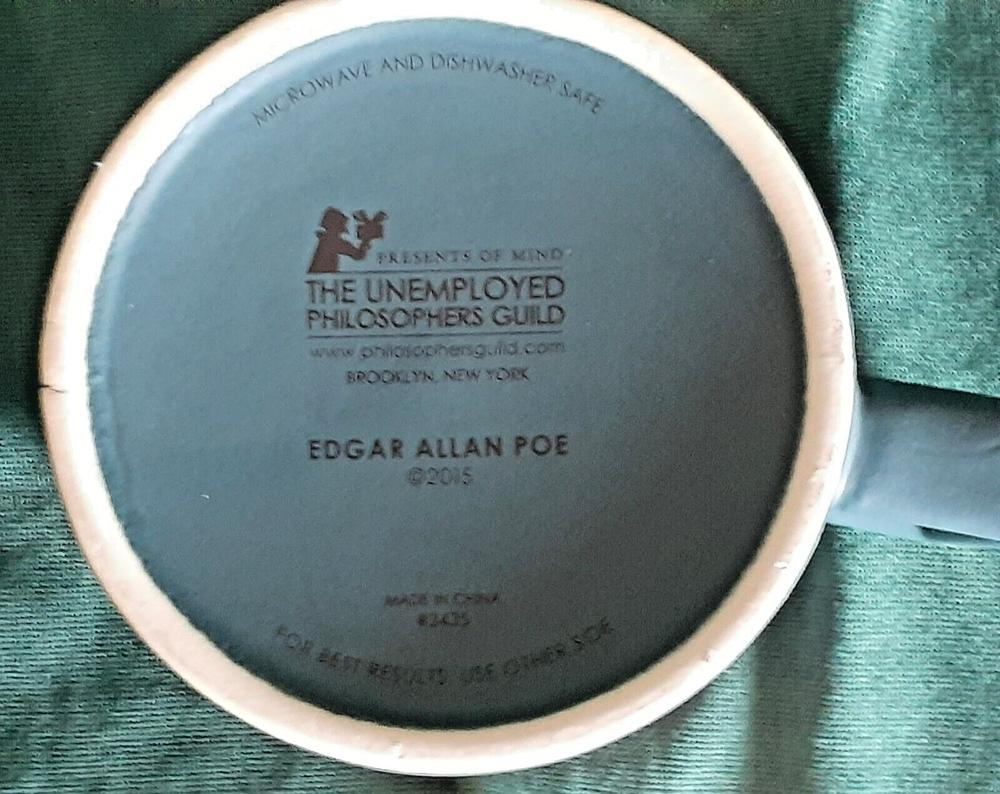 MICROWAVE AND DISHWASHER SAFE
PRESENTS OF MIND
THE UNEMPLOYED
PHILOSOPHERS GUILD
www.philosophersguild.com
BROOKLYN, NEW YORK
EDGAR ALLAN POE
©2015
MADE IN CHINA
FOR BEST RESULTS USE OTHER SIDE